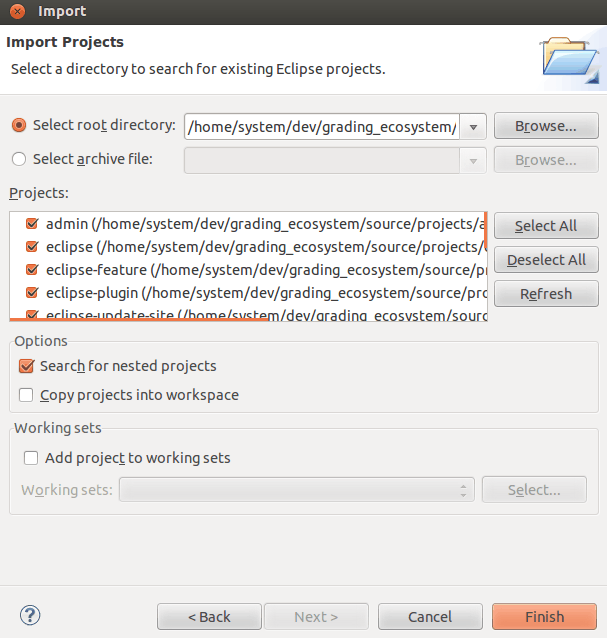 Import
Import Projects
Select a directory to search for existing Eclipse projects.
Select root directory: /home/system/dev/grading_ecosystem/ Browse...
Select archive file: Browse...
Projects:
admin (/home/system/dev/grading_ecosystem/source/projects/a
eclipse (/home/system/dev/grading_ecosystem/source/projects/
eclipse-feature (/home/system/dev/grading_ecosystem/source/pr
eclipse-plugin (/home/system/dev/grading_ecosystem/source/pro
eclipse-update-site (/home/system/dev/grading_ecosystem/sourc
Select All
Deselect All
Refresh
Options
Search for nested projects
Copy projects into workspace
Working sets
Add project to working sets
Working sets: Select...
? < Back Next > Cancel Finish